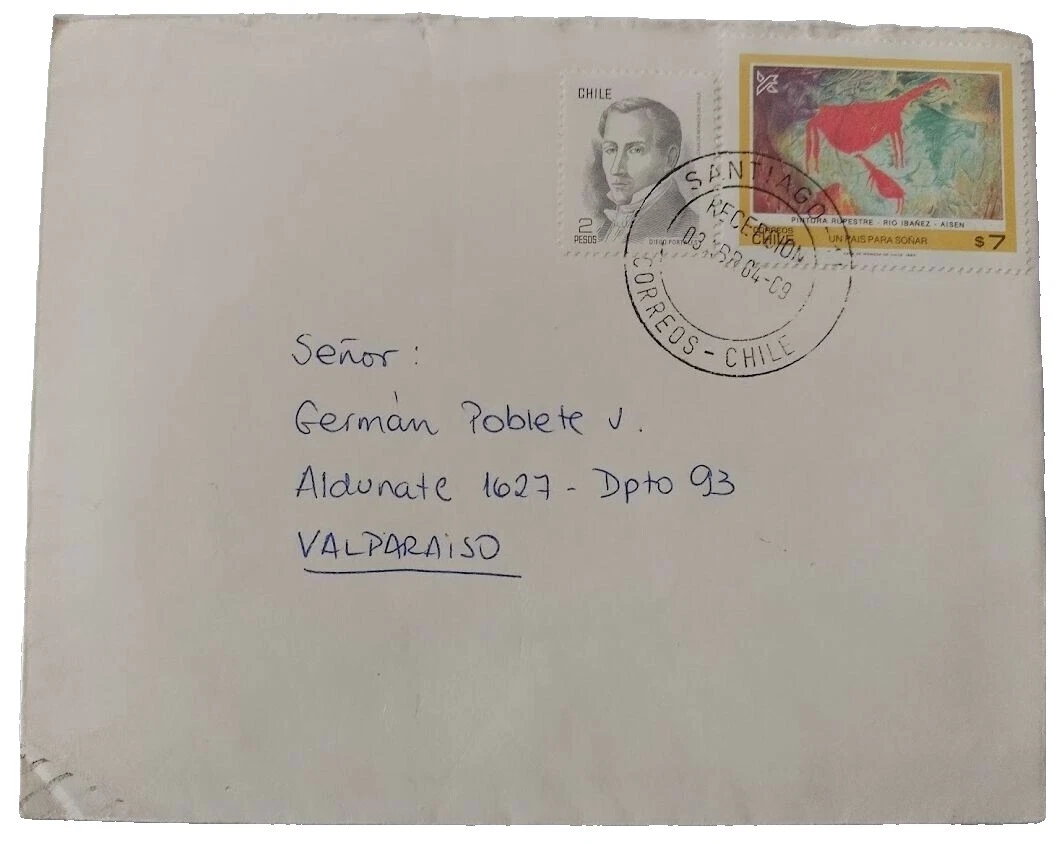 CHILE
2
PESOS
DIEGO PORTALES
PINTURA RUPESTRE - RIO IBAÑEZ - AISEN
CORREOS
CHILE
UN PAIS PARA SOÑAR
$7
SANTIAGO
RECEPCION
03
CORREOS - CHILE
Señor:
Germán Poblete V.
Aldunate 1627 - Dpto 93
VALPARAISO